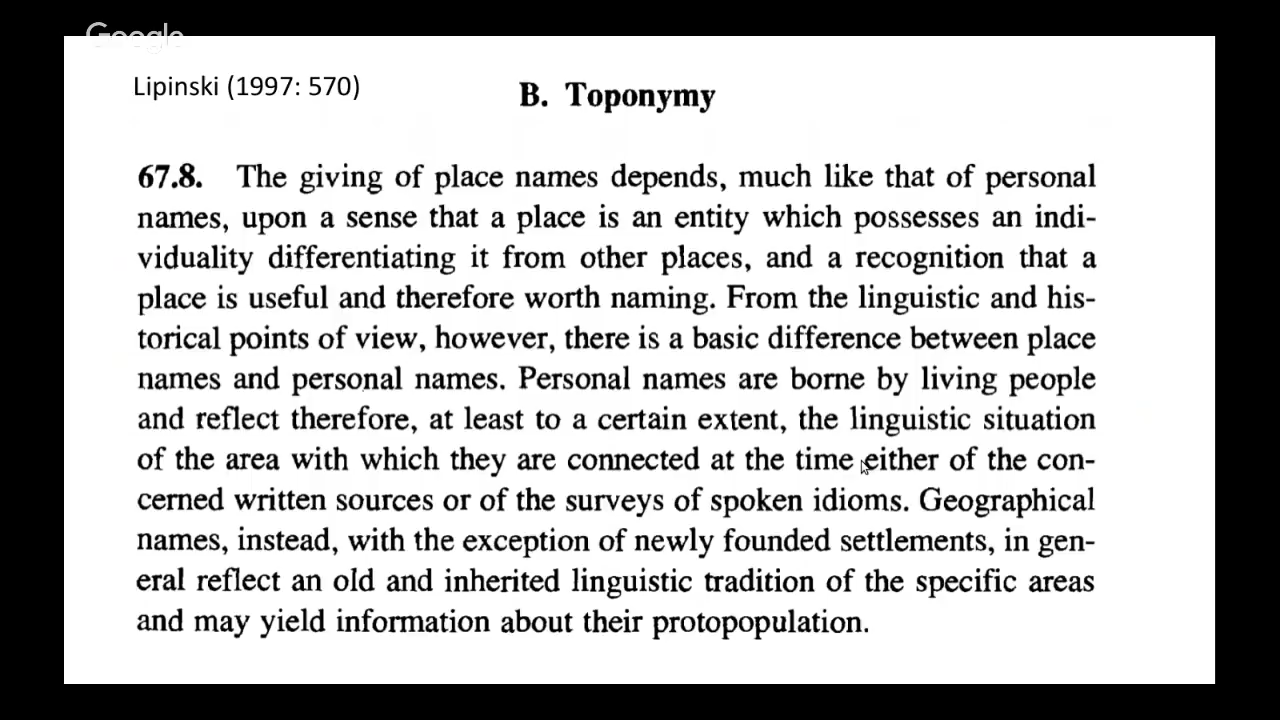 Google
Lipinski (1997: 570)
B. Toponymy
67.8. The giving of place names depends, much like that of personal
names, upon a sense that a place is an entity which possesses an indi-
viduality differentiating it from other places, and a recognition that a
place is useful and therefore worth naming. From the linguistic and his-
torical points of view, however, there is a basic difference between place
names and personal names. Personal names are borne by living people
and reflect therefore, at least to a certain extent, the linguistic situation
of the area with which they are connected at the time either of the con-
cerned written sources or of the surveys of spoken idioms. Geographical
names, instead, with the exception of newly founded settlements, in gen-
eral reflect an old and inherited linguistic tradition of the specific areas
and may yield information about their protopopulation.